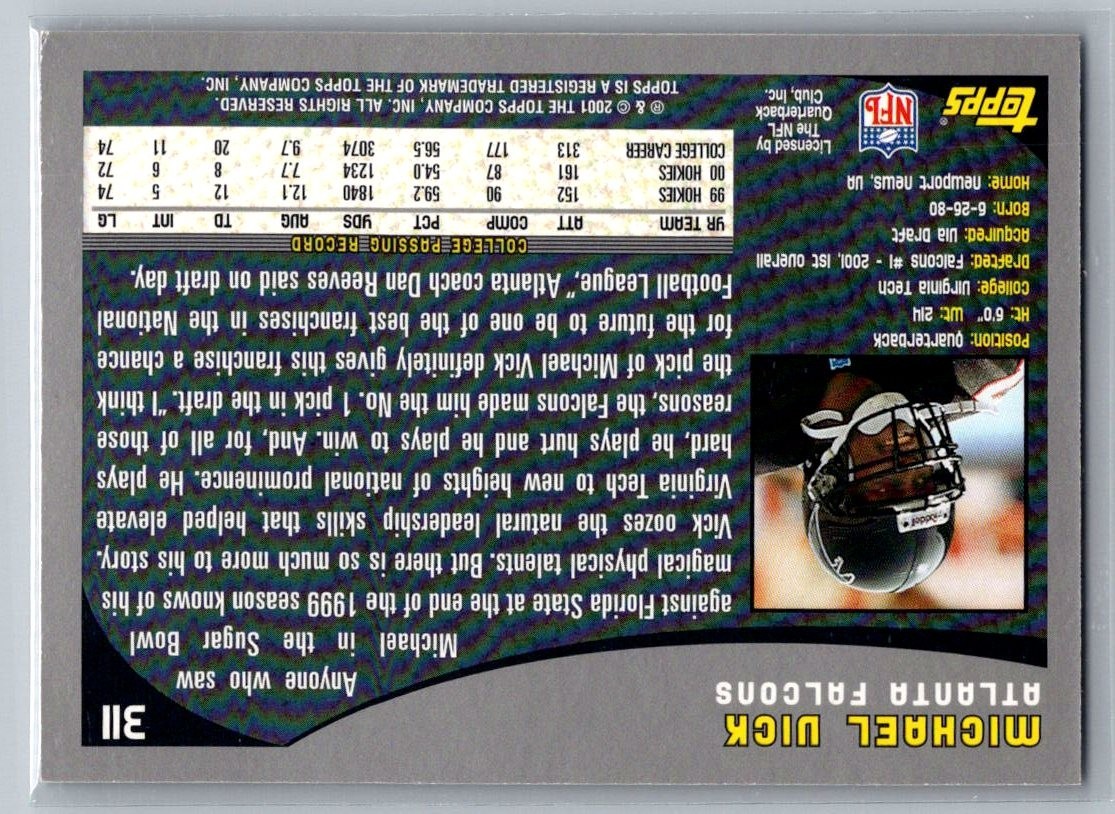 311
MICHAEL VICK
ATLANTA FALCONS
Riddell
Position: Quarterback
Ht: 6'0" Wt: 214
College: Virginia Tech
Drafted: Falcons #1 - 2001, 1st overall
Acquired: Via Draft
Born: 6-26-80
Home: Newport News, VA
Anyone who saw
Michael in the Sugar Bowl
against Florida State at the end of the 1999 season knows of his
magical physical talents. But there is so much more to his story.
Vick oozes the natural leadership skills that helped elevate
Virginia Tech to new heights of national prominence. He plays
hard, he plays hurt and he plays to win. And, for all of those
reasons, the Falcons made him the No. 1 pick in the draft. "I think
the pick of Michael Vick definitely gives this franchise a chance
for the future to be one of the best franchises in the National
Football League," Atlanta coach Dan Reeves said on draft day.
COLLEGE PASSING RECORD
YR TEAM ATT COMP PCT YDS AVG TD INT LG
99 HOKIES 152 90 59.2 1840 12.1 12 5 74
00 HOKIES 161 87 54.0 1234 7.7 8 6 72
COLLEGE CAREER 313 177 56.5 3074 9.7 20 11 74
Topps®
NFL
Licensed by
The NFL
Quarterback
Club, Inc.
® & © 2001 THE TOPPS COMPANY, INC. ALL RIGHTS RESERVED.
TOPPS IS A REGISTERED TRADEMARK OF THE TOPPS COMPANY, INC.